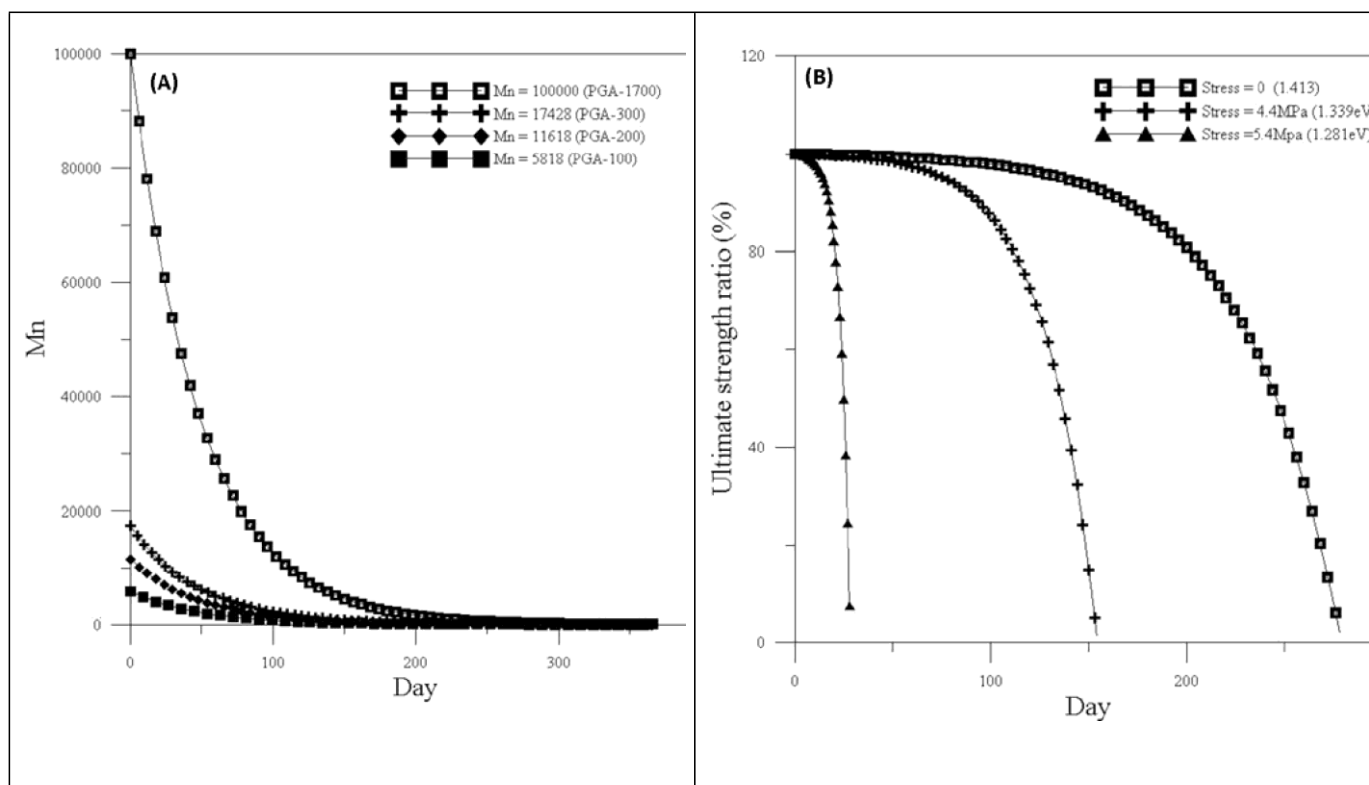 (A)
Mn
100000
80000
60000
40000
20000
0
0
100
200
300
Day
Mn = 100000 (PGA-1700)
Mn = 17428 (PGA-300)
Mn = 11618 (PGA-200)
Mn = 5818 (PGA-100)
(B)
Ultimate strength ratio (%)
120
80
40
0
0
100
200
Day
Stress = 0 (1.413)
Stress = 4.4MPa (1.339eV
Stress =5.4Mpa (1.281eV)